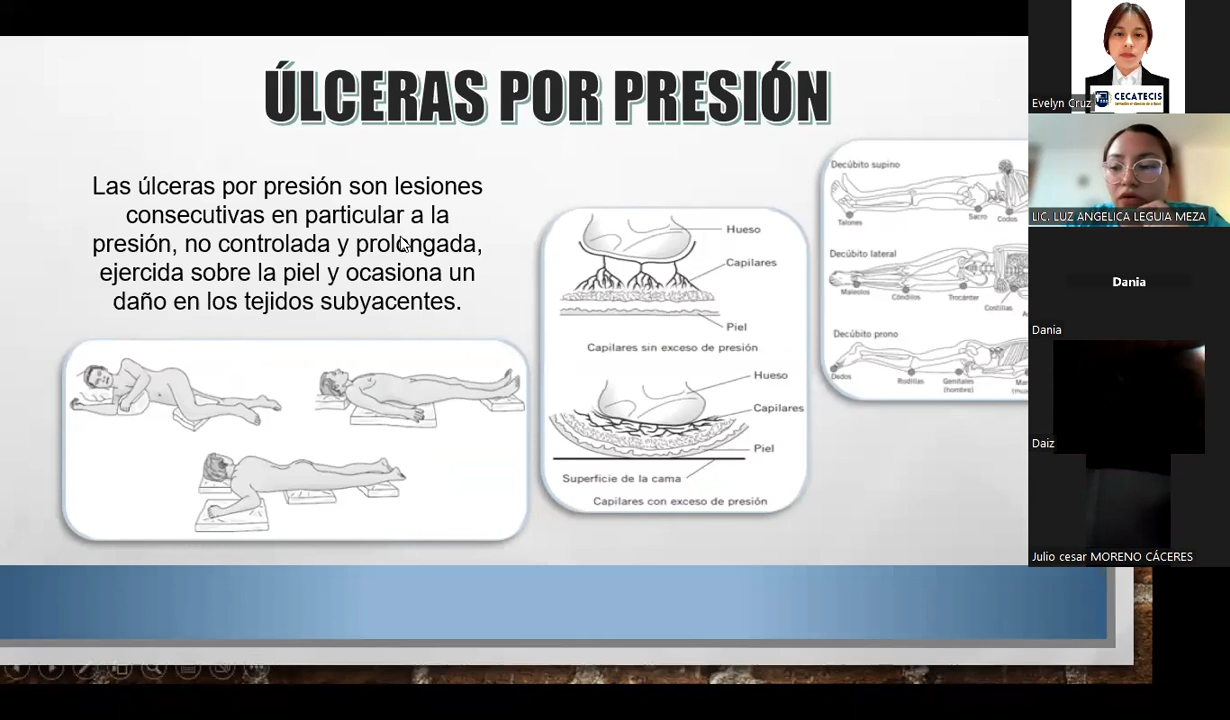 ÚLCERAS POR PRESIÓN
Las úlceras por presión son lesiones
consecutivas en particular a la
presión, no controlada y prolongada,
ejercida sobre la piel y ocasiona un
daño en los tejidos subyacentes.
Hueso
Capilares
Piel
Capilares sin exceso de presión
Hueso
Capilares
Piel
Superficie de la cama
Capilares con exceso de presión
Decúbito supino
Talones
Sacro
Codos
Decúbito lateral
Maleolos
Cóndilos
Trocánter
Costillas
Decúbito prono
Dedos
Rodillas
Genitales
(hombre)
CECATECIS
Evelyn Cruz
LIC. LUZ ANGELICA LEGUIA MEZA
Dania
Dania
Daiz
Julio cesar MORENO CÁCERES